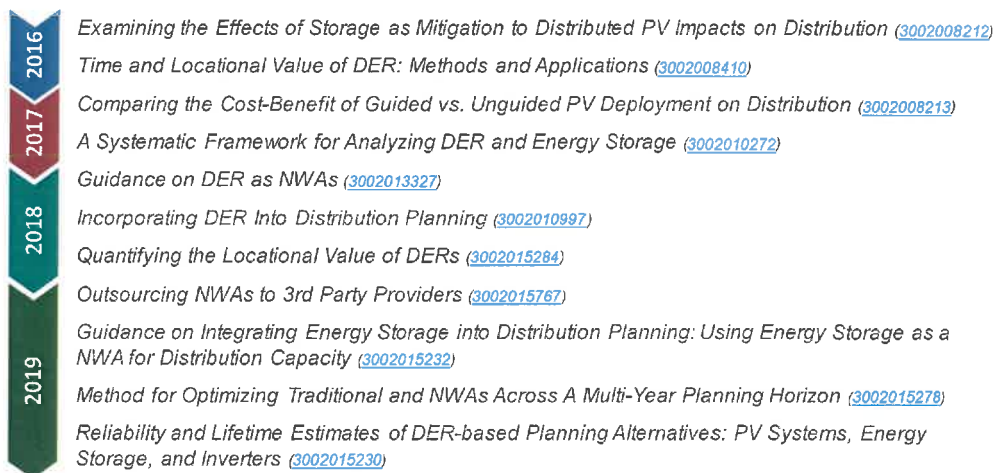 2016
Examining the Effects of Storage as Mitigation to Distributed PV Impacts on Distribution (3002008212)
Time and Locational Value of DER: Methods and Applications (3002008410)
2017
Comparing the Cost-Benefit of Guided vs. Unguided PV Deployment on Distribution (3002008213)
A Systematic Framework for Analyzing DER and Energy Storage (3002010272)
2018
Guidance on DER as NWAs (3002013327)
Incorporating DER Into Distribution Planning (3002010997)
Quantifying the Locational Value of DERs (3002015284)
2019
Outsourcing NWAs to 3rd Party Providers (3002015767)
Guidance on Integrating Energy Storage into Distribution Planning: Using Energy Storage as a
NWA for Distribution Capacity (3002015232)
Method for Optimizing Traditional and NWAs Across A Multi-Year Planning Horizon (3002015278)
Reliability and Lifetime Estimates of DER-based Planning Alternatives: PV Systems, Energy
Storage, and Inverters (3002015230)